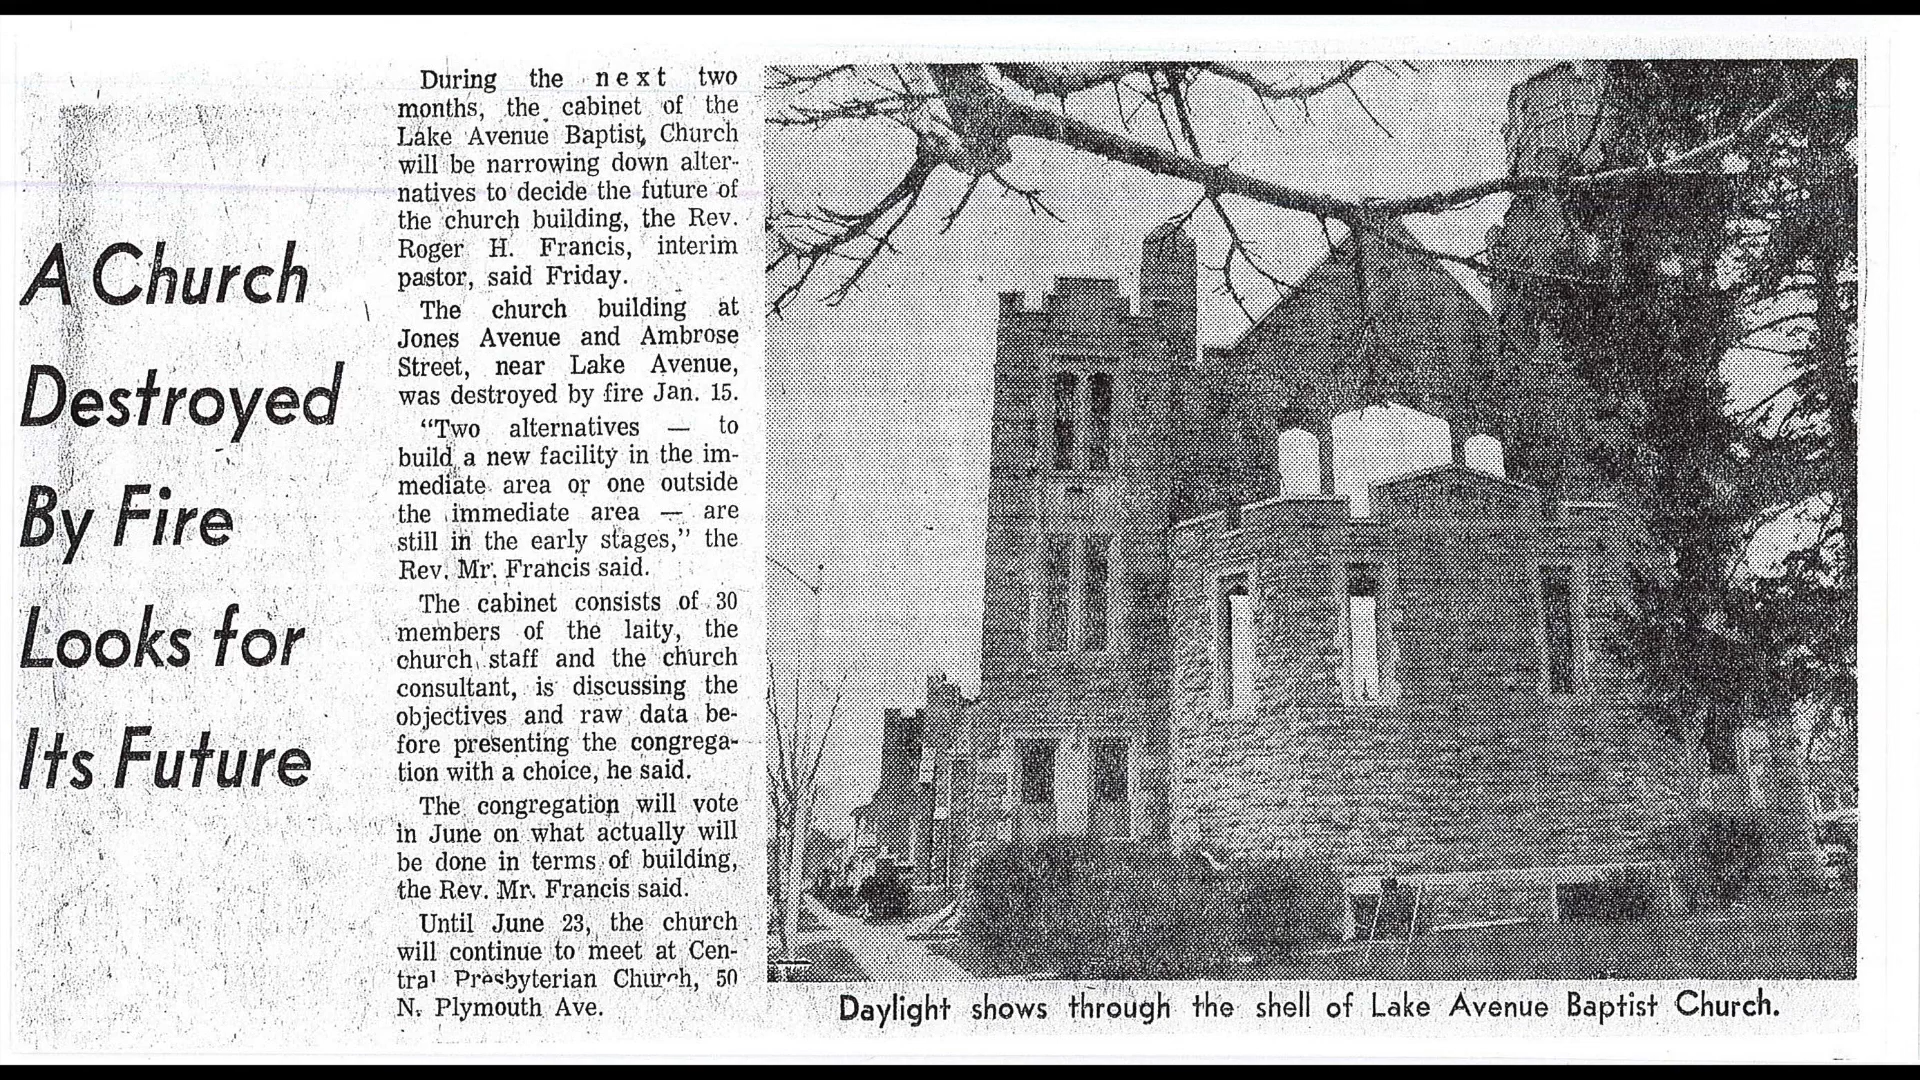 A Church
Destroyed
By Fire
Looks for
Its Future
During the next two
months, the cabinet of the
Lake Avenue Baptist Church
will be narrowing down alter-
natives to decide the future of
the church building, the Rev.
Roger H. Francis, interim
pastor, said Friday.
The church building at
Jones Avenue and Ambrose
Street, near Lake Avenue,
was destroyed by fire Jan. 15.
“Two alternatives — to
build a new facility in the im-
mediate area or one outside
the immediate area — are
still in the early stages,” the
Rev. Mr. Francis said.
The cabinet consists of 30
members of the laity, the
church staff and the church
consultant, is discussing the
objectives and raw data be-
fore presenting the congrega-
tion with a choice, he said.
The congregation will vote
in June on what actually will
be done in terms of building,
the Rev. Mr. Francis said.
Until June 23, the church
will continue to meet at Cen-
tral Presbyterian Church, 50
N. Plymouth Ave.
Daylight shows through the shell of Lake Avenue Baptist Church.